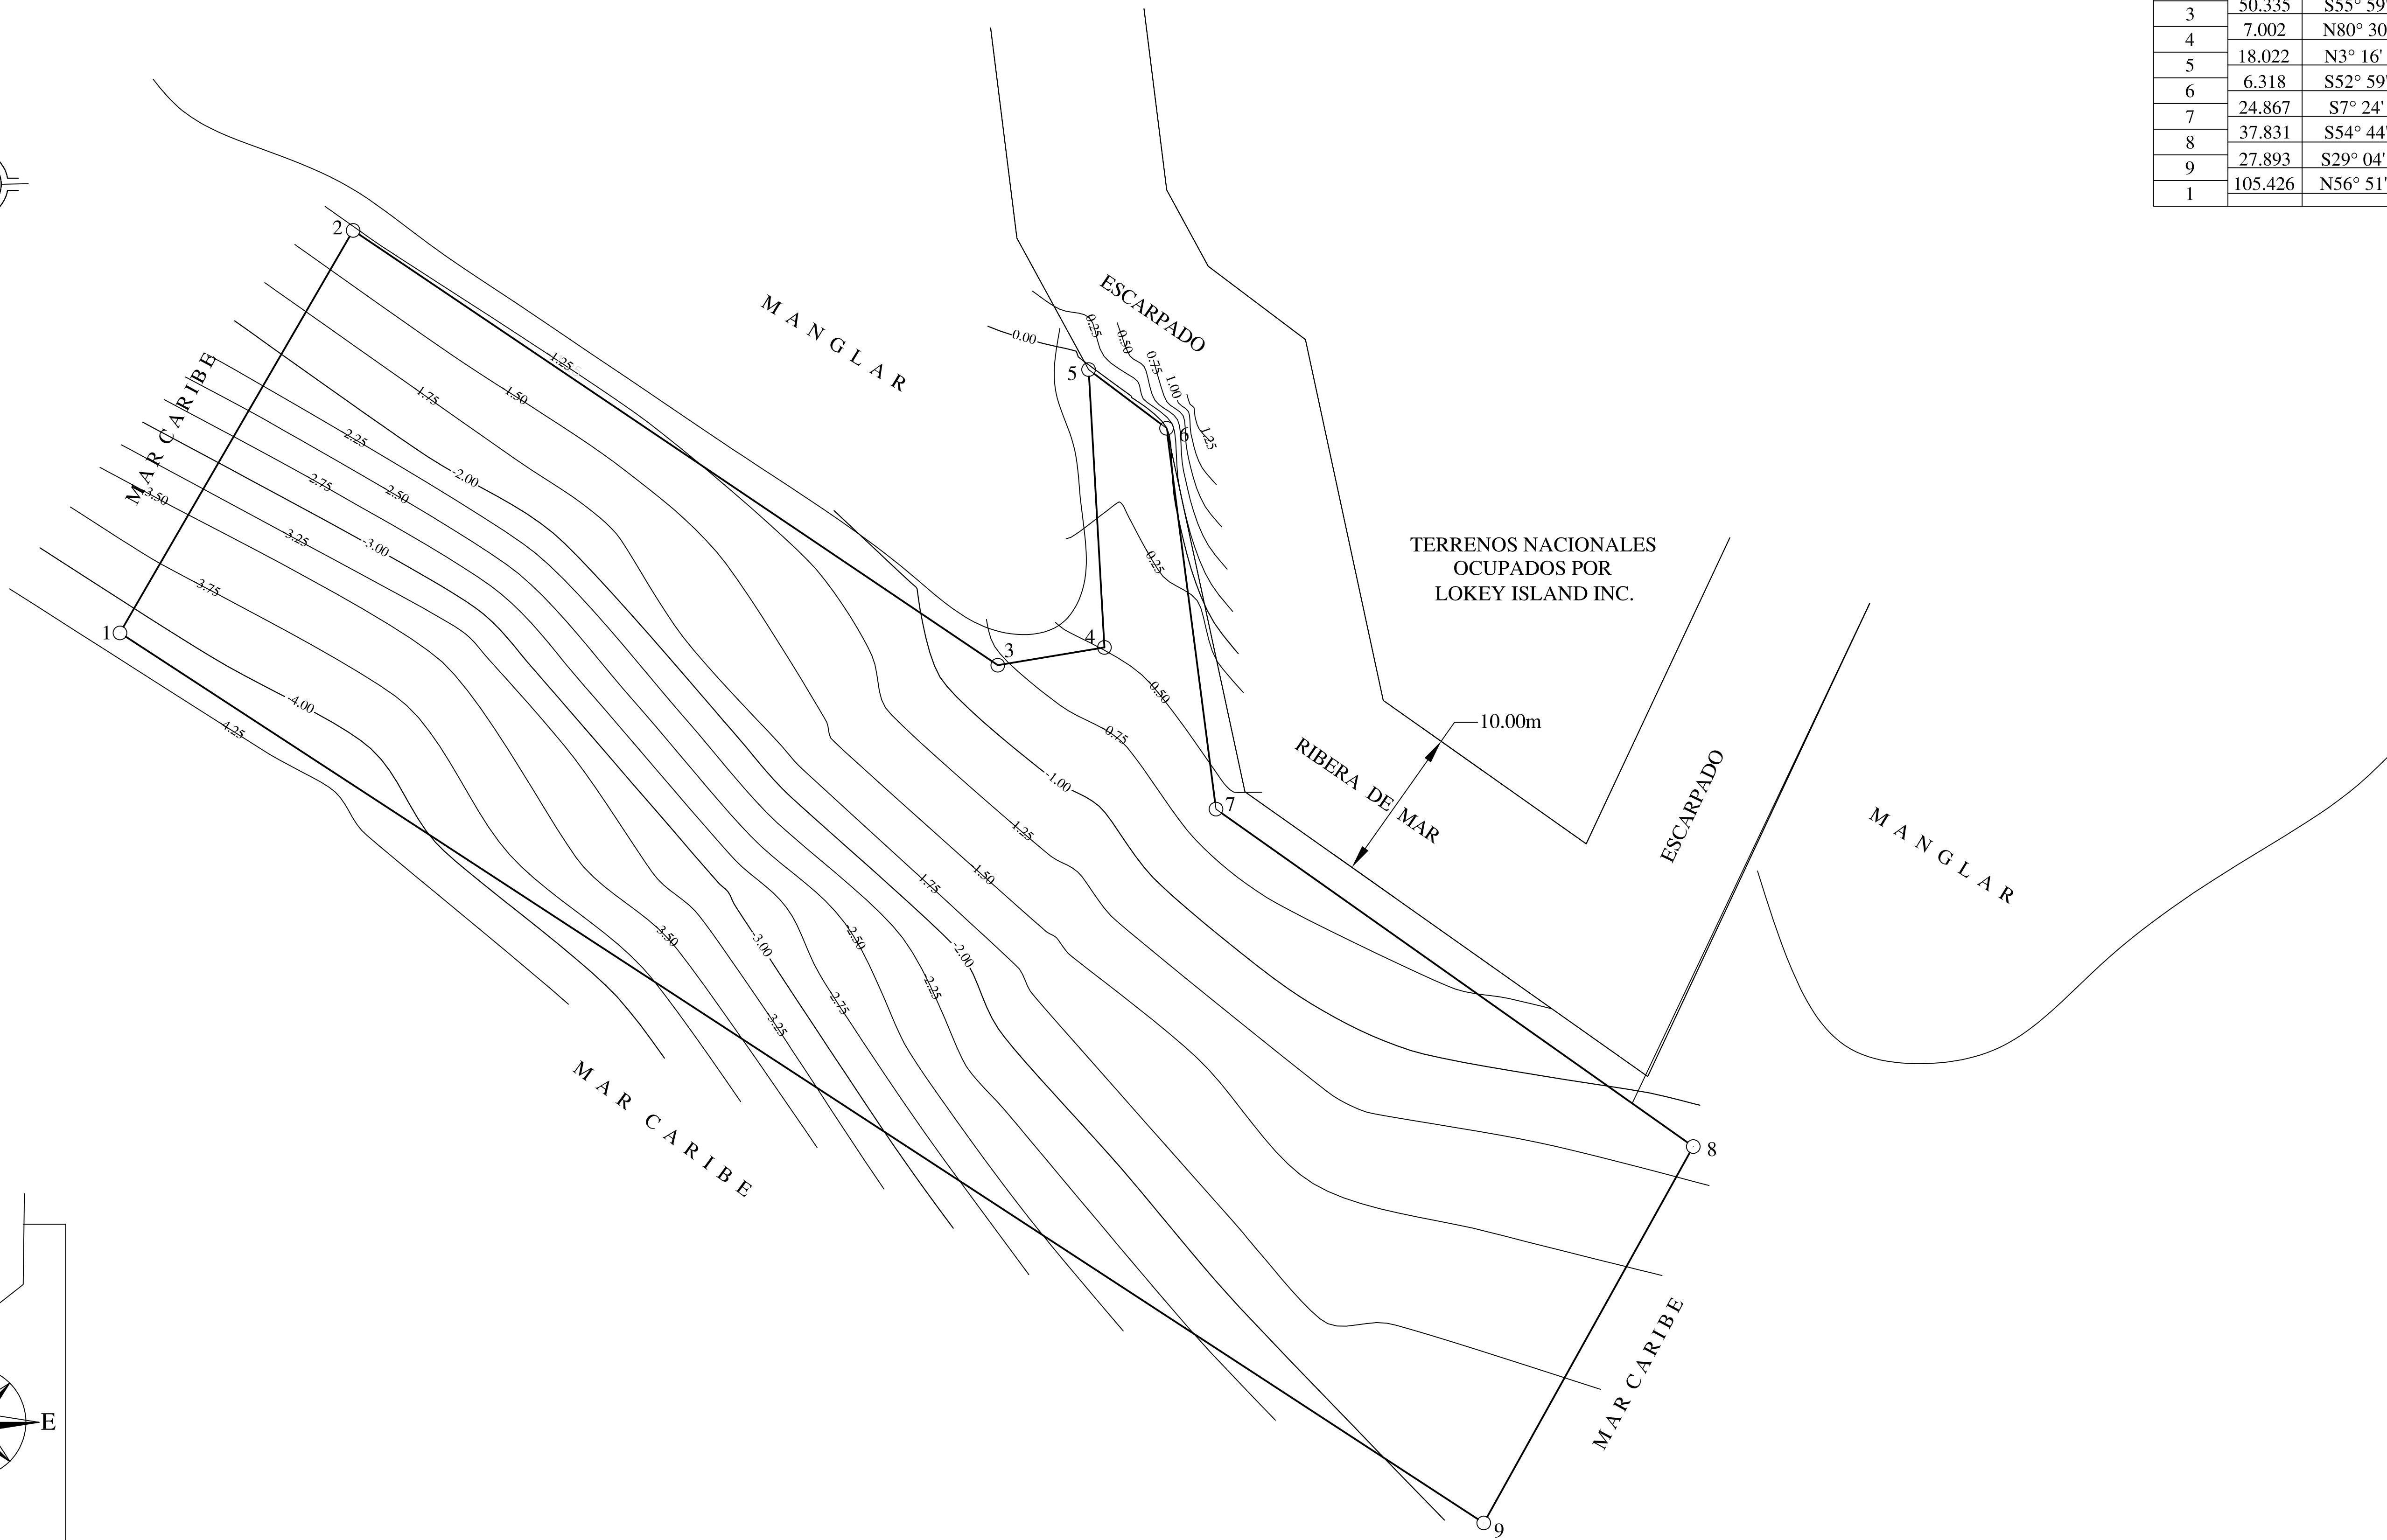 50.335 S55° 59'
3
7.002 N80° 30
4
18.022 N3° 16'
5
6.318 S52° 59'
6
24.867 S7° 24'
7
37.831 S54° 44'
8
27.893 S29° 04'
9
105.426 N56° 51'
1
2
MANGLAR
ESCARPADO
0.00
0.25
0.50
0.75
1.00
1.25
5
6
MAR CARIBE
1.25
1.50
1.75
2.25
-2.00
2.75
2.50
3.50
3.25
-3.00
3.75
1
-4.00
4.25
3
4
0.25
0.50
0.75
-1.00
1.25
1.50
1.75
-2.00
2.25
-2.50
2.75
-3.00
3.25
3.50
TERRENOS NACIONALES
OCUPADOS POR
LOKEY ISLAND INC.
10.00m
RIBERA DE MAR
7
ESCARPADO
MANGLAR
8
MAR CARIBE
MAR CARIBE
9
E